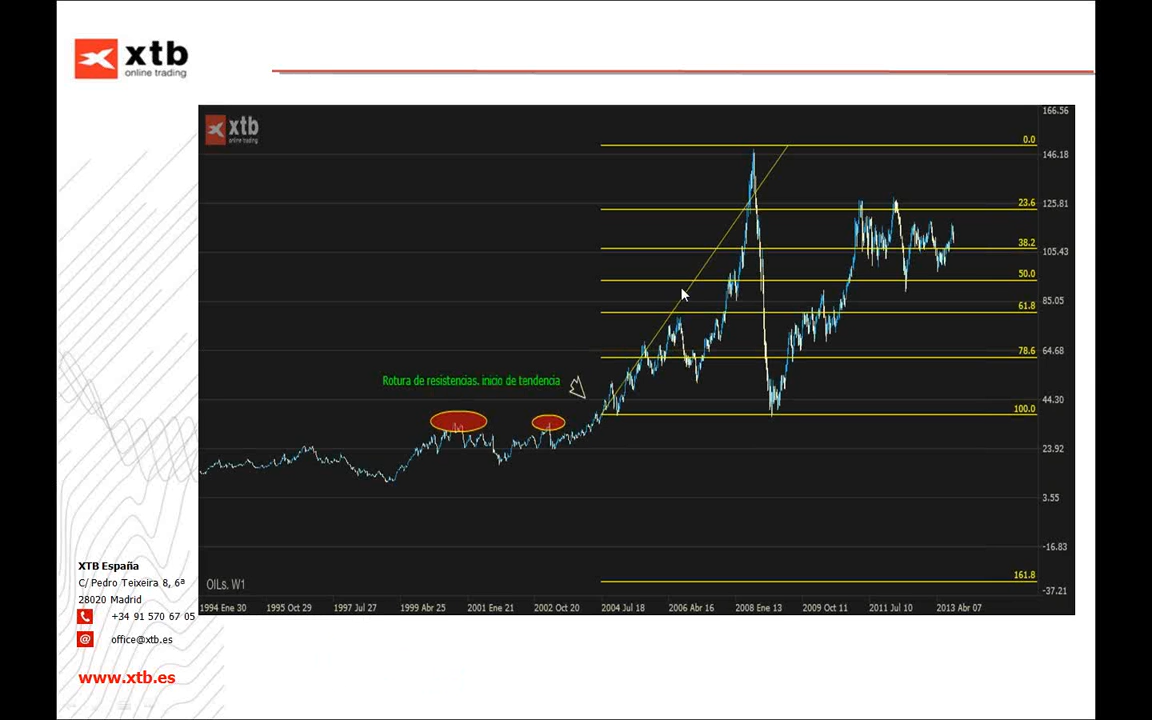 xtb
online trading
xtb
online trading
166.56
0.0
146.18
23.6
125.81
38.2
105.43
50.0
85.05
61.8
78.6
64.68
Rotura de resistencias. inicio de tendencia
44.30
100.0
23.92
3.55
-16.83
161.8
-37.21
OILs. W1
1994 Ene 30 1995 Oct 29 1997 Jul 27 1999 Abr 25 2001 Ene 21 2002 Oct 20 2004 Jul 18 2006 Abr 16 2008 Ene 13 2009 Oct 11 2011 Jul 10 2013 Abr 07
XTB España
C/ Pedro Teixeira 8, 6ª
28020 Madrid
+34 91 570 67 05
@ office@xtb.es
www.xtb.es